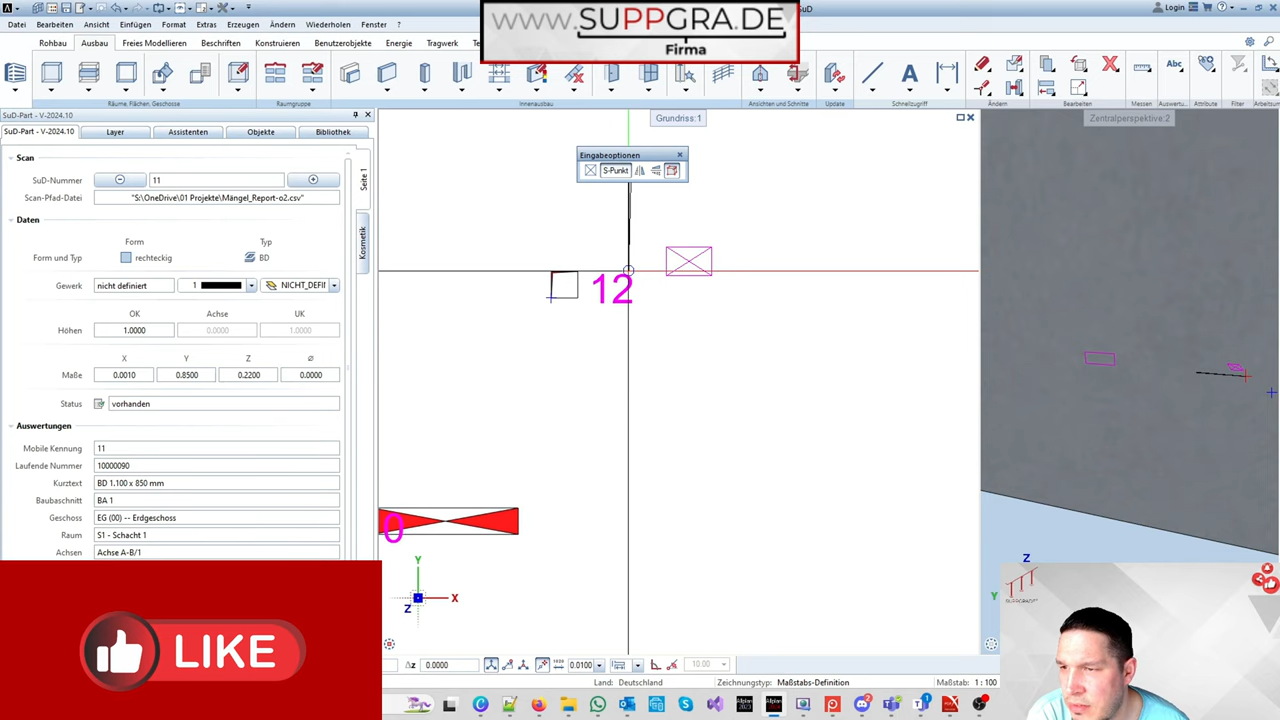 www.SUPPGRA.DE
Firma
Login
Datei Ansicht Einfügen Format Extras Erzeugen Ändern Wiederholen Fenster
Rohbau Ausbau Freies Modellieren Beschriften Konstruieren Benutzerobjekte Energie Tragwerk
Räume, Flächen, Geschosse Raumgruppe Innenausbau Ansichten und Schnitte Update Schnellzugriff Ändern Bearbeiten Messen Attribute Filter
SuD-Part - V-2024.10
SuD-Part - V-2024.10 Layer Assistenten Objekte Bibliothek
Grundriss:1
Zentralperspektive:2
Eingabeoptionen
S-Punkt
Seite 1
Kosmetik
Scan
SuD-Nummer 11
Scan-Pfad-Datei "S:\OneDrive\01 Projekte\Mängel_Report-o2.csv"
Daten
Form Typ
Form und Typ rechteckig BD
Gewerk nicht definiert 1 NICHT_DEFI
OK Achse UK
Höhen 1.0000 0.0000 1.0000
X Y Z ⌀
Maße 0.0010 0.8500 0.2200 0.0000
Status vorhanden
Auswertungen
Mobile Kennung 11
Laufende Nummer 10000090
Kurztext BD 1.100 x 850 mm
Baubaschnitt BA 1
Geschoss EG (00) -- Erdgeschoss
Raum S1 - Schacht 1
Achsen Achse A-B/1
12
0
Y
X
Z
Z
Y
LIKE
Δz 0.0000 0.0100 10.00
Land: Deutschland Zeichnungstyp: Maßstabs-Definition Maßstab: 1 : 100